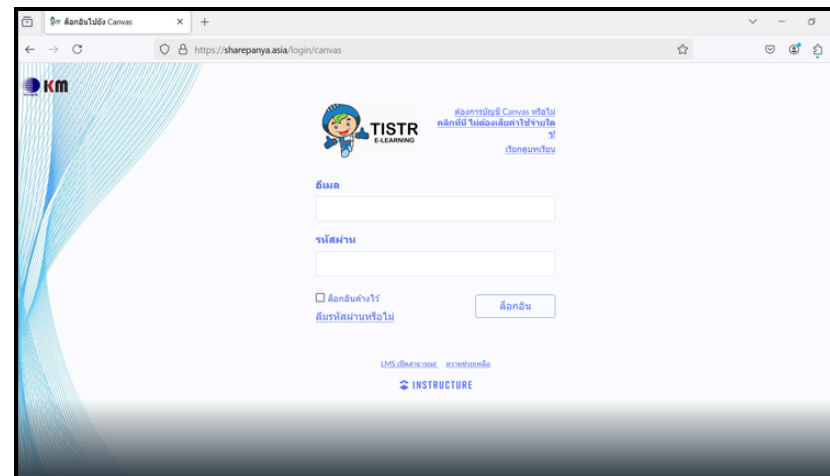 ล็อกอินไปยัง Canvas
https://sharepanya.asia/login/canvas
KM
TISTR
E-LEARNING
ต้องการบัญชี Canvas หรือไม่
คลิกที่นี่ ไม่ต้องเสียค่าใช้จ่ายใด
ๆ!
เรียกดูบทเรียน
อีเมล
รหัสผ่าน
ล็อกอินค้างไว้
ล็อกอิน
ลืมรหัสผ่านหรือไม่
LMS เปิดสาธารณะ ความช่วยเหลือ
INSTRUCTURE